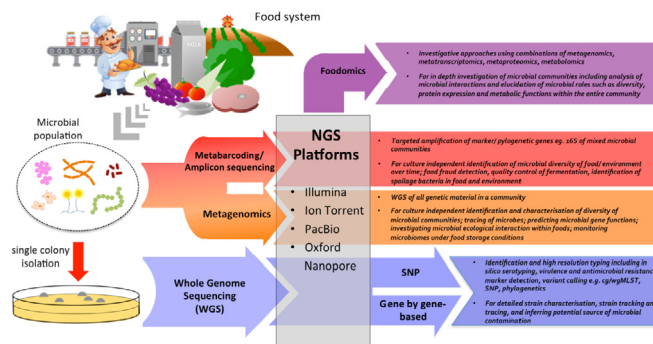 Food system
MILK
Foodomics
• Investigative approaches using combinations of metagenomics,
metatranscriptomics, metaproteomics, metabolomics
• For in depth investigation of microbial communities including analysis of
microbial interactions and elucidation of microbial roles such as diversity,
protein expression and metabolic functions within the entire community
Microbial
population
Metabarcoding/
Amplicon sequencing
Metagenomics
NGS
Platforms
• Illumina
• Ion Torrent
• PacBio
• Oxford
Nanopore
• Targeted amplification of marker/ pylogenetic genes eg. 16S of mixed microbial
communities
• For culture independent identification of microbial diversity of food/environment
over time; food fraud detection, quality control of fermentation, identification of
spoilage bacteria in food and environment
• WGS of all genetic material in a community
• For culture independent identification and characterisation of diversity of
microbial communities; tracing of microbes; predicting microbial gene functions;
investigating microbial ecological interaction within foods; monitoring
microbiomes under food storage conditions
single colony
isolation
Whole Genome
Sequencing
(WGS)
SNP
Gene by gene-
based
• Identification and high resolution typing including in
silico serotyping, virulence and antimicrobial resistance
marker detection, variant calling e.g. cg/wgMLST,
SNP, phylogenetics
• For detailed strain characterisation, strain tracking and
tracing, and inferring potential source of microbial
contamination